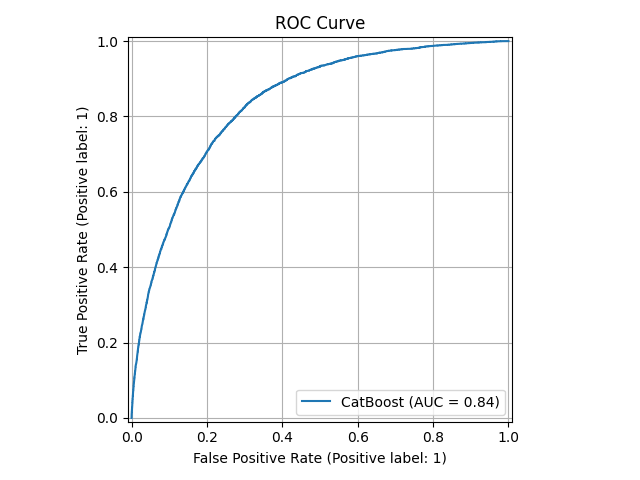 ROC Curve
True Positive Rate (Positive label: 1)
1.0
0.8
0.6
0.4
0.2
0.0
CatBoost (AUC = 0.84)
0.0 0.2 0.4 0.6 0.8 1.0
False Positive Rate (Positive label: 1)